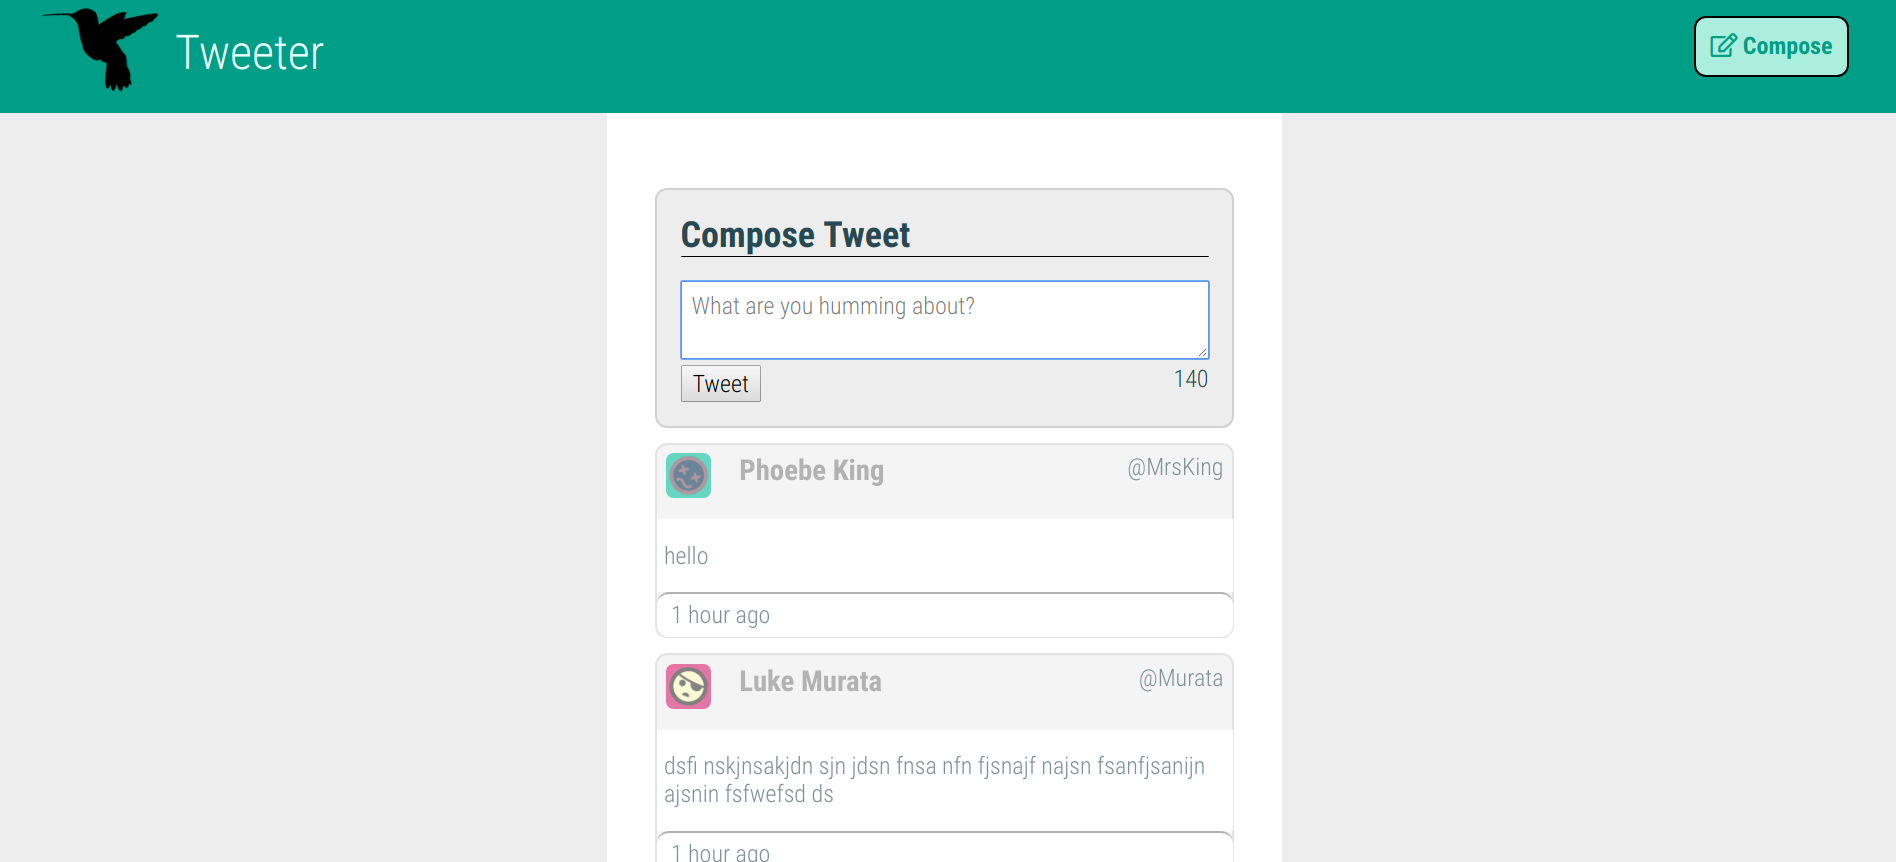 Tweeter
Compose
Compose Tweet
What are you humming about?
Tweet
140
Phoebe King
@MrsKing
hello
1 hour ago
Luke Murata
@Murata
dsfi nskjnsakjdn sjn jdsn fnsa nfn fjsnajf najsn fsanfjsanijn
ajsnin fsfwefsd ds
1 hour ago